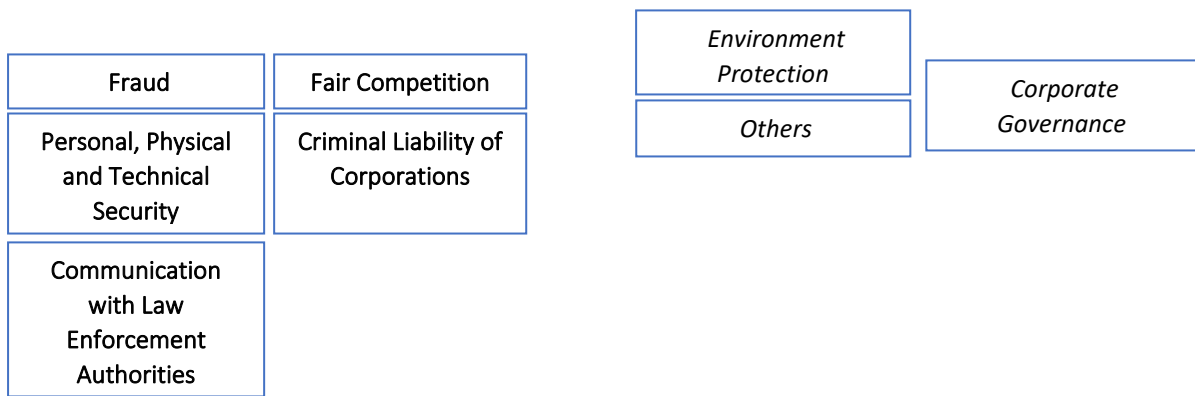 Fraud
Personal, Physical
and Technical
Security
Communication
with Law
Enforcement
Authorities
Fair Competition
Criminal Liability of
Corporations
Environment
Protection
Others
Corporate
Governance